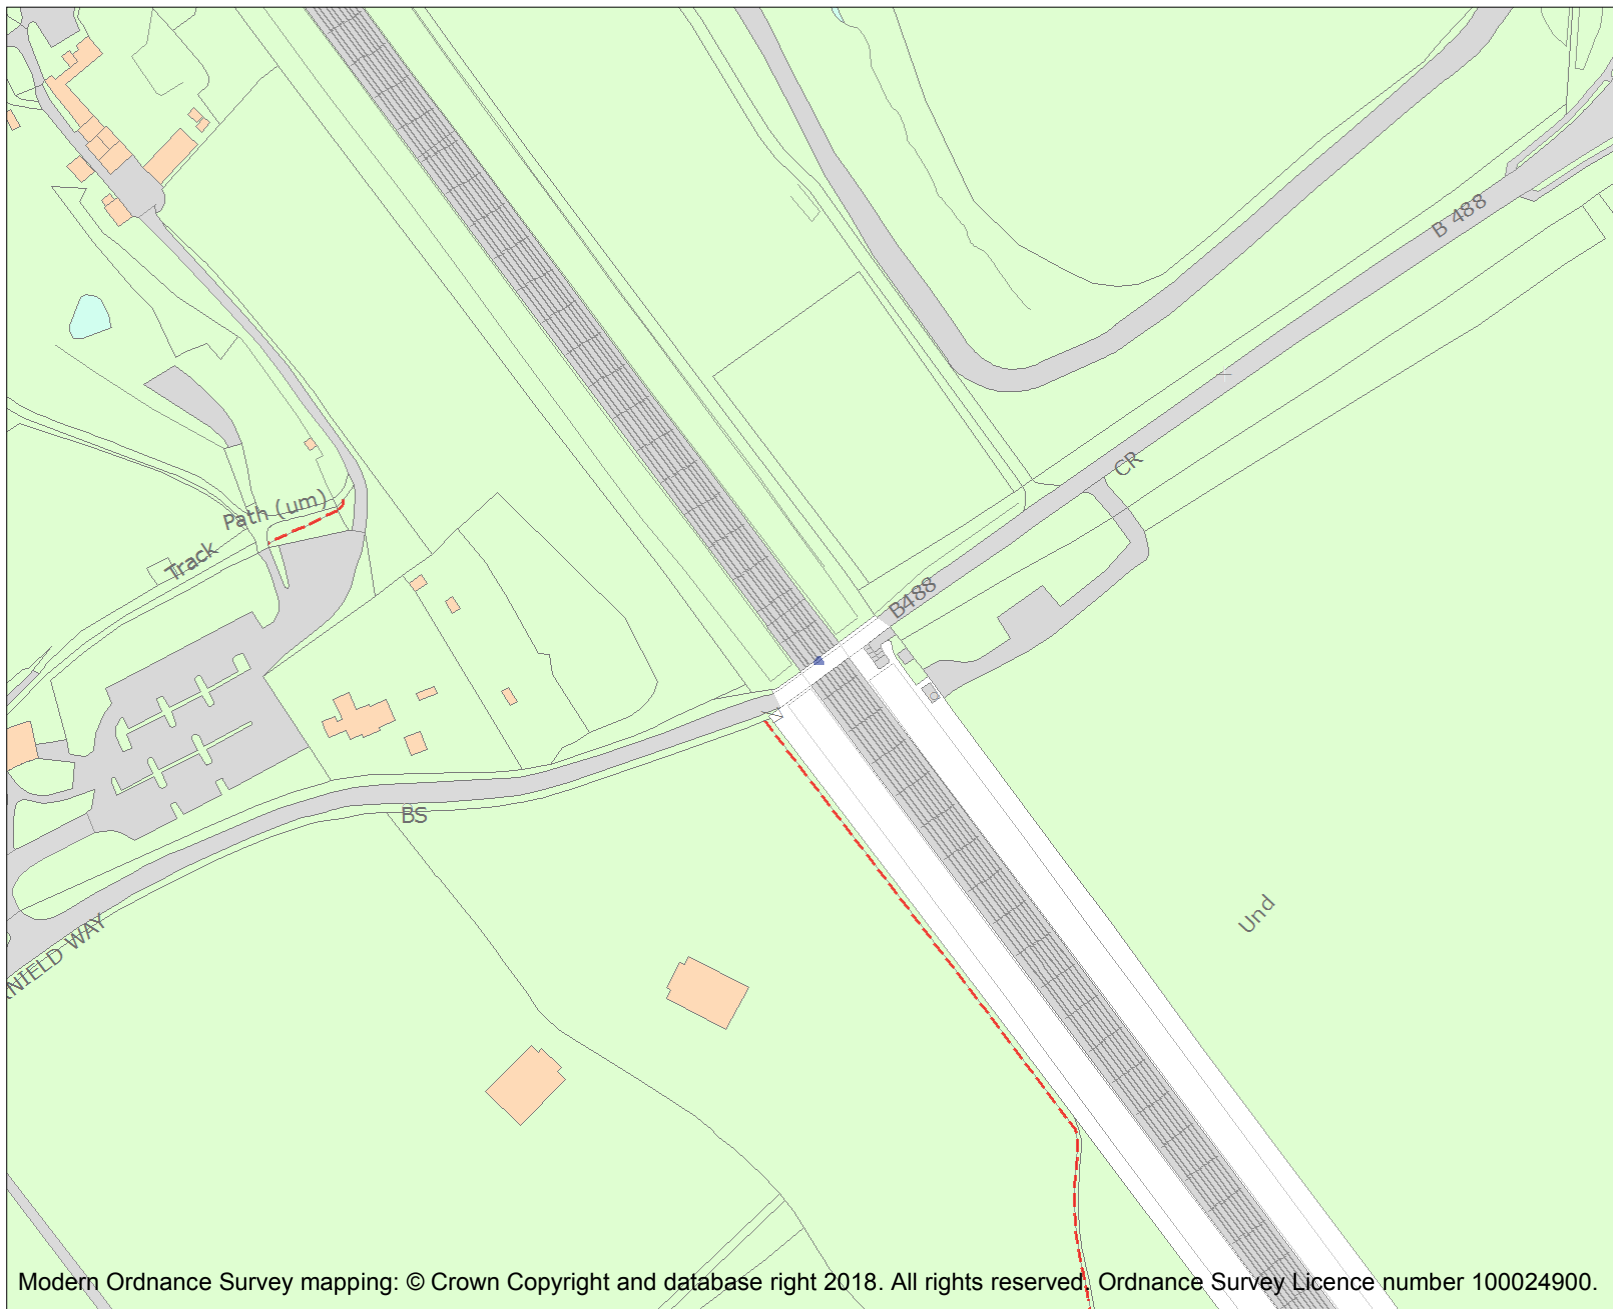 B 488
CR
Path (um)
Track
B488
BS
Und
NIELD WAY
Modern Ordnance Survey mapping: © Crown Copyright and database right 2018. All rights reserved. Ordnance Survey Licence number 100024900.